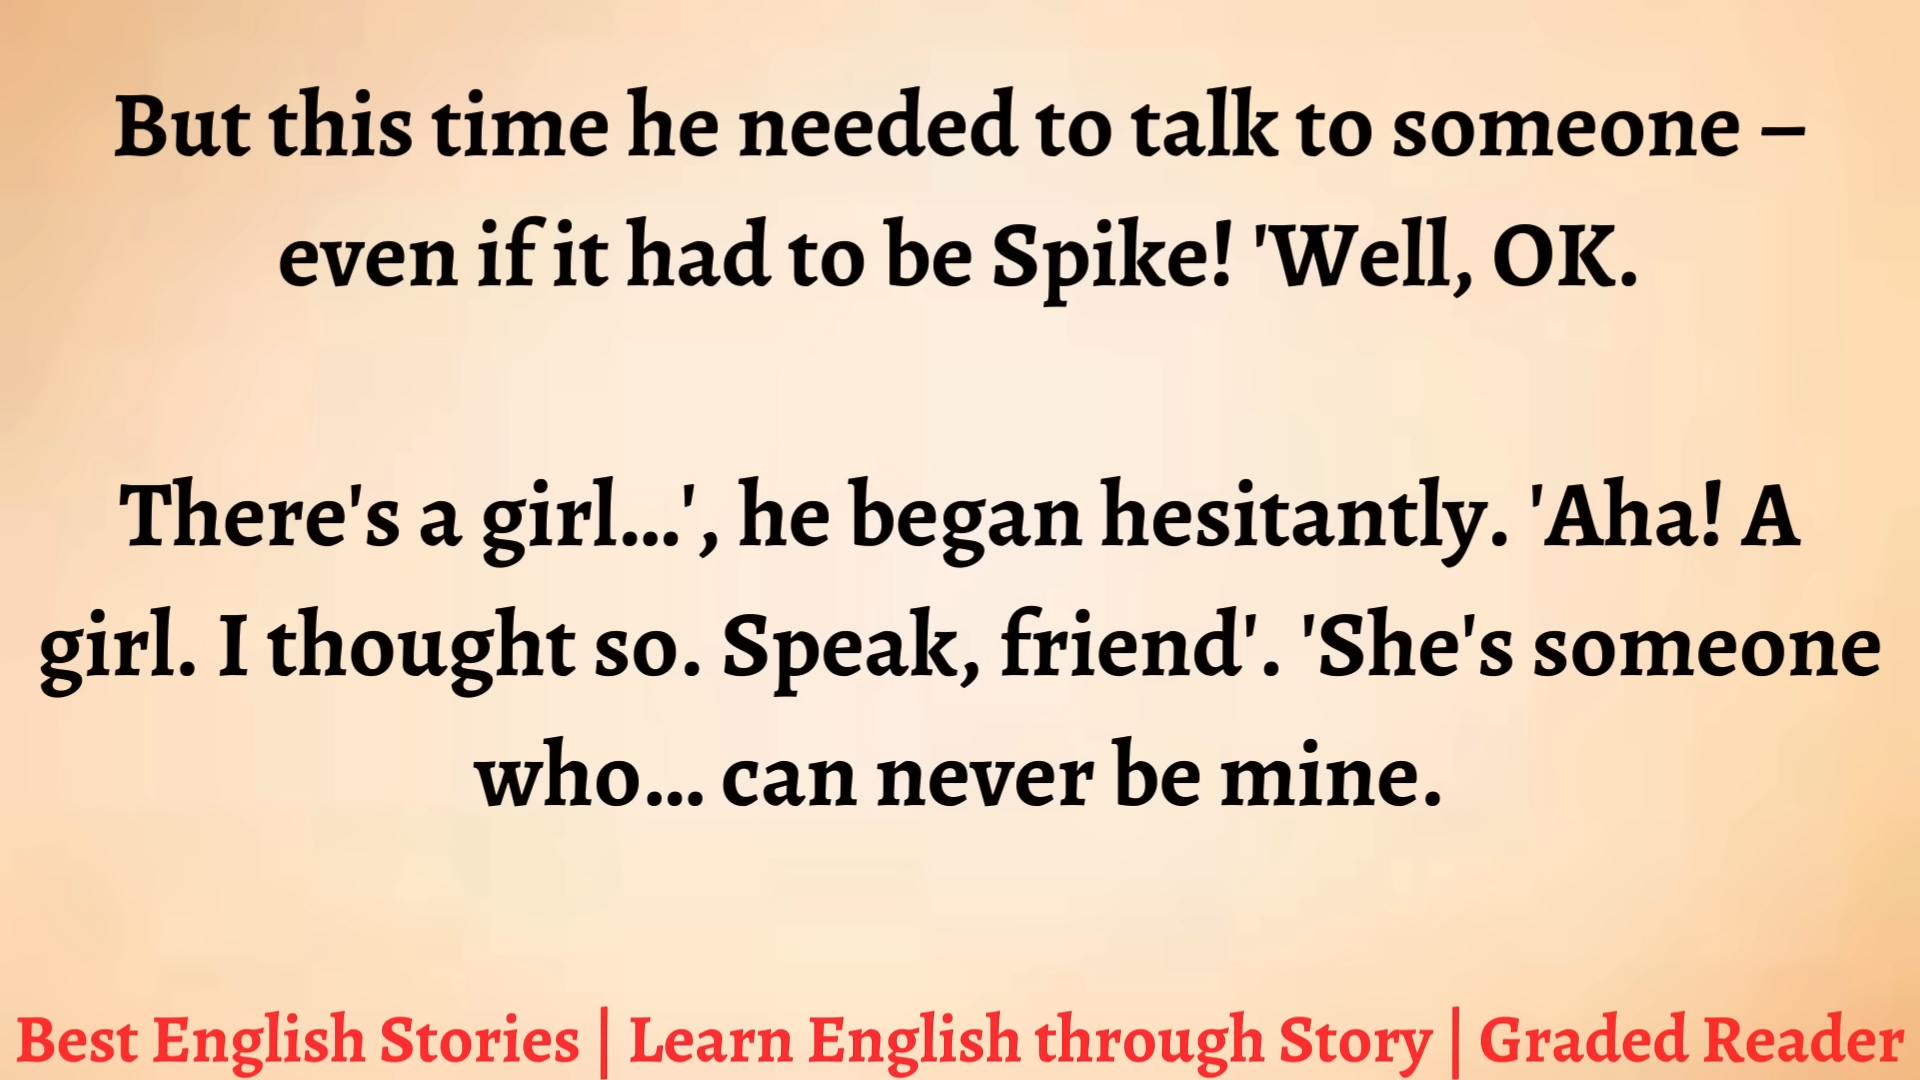 But this time he needed to talk to someone –
even if it had to be Spike! 'Well, OK.
There's a girl...', he began hesitantly. 'Aha! A
girl. I thought so. Speak, friend'. 'She's someone
who... can never be mine.
Best English Stories | Learn English through Story | Graded Reader